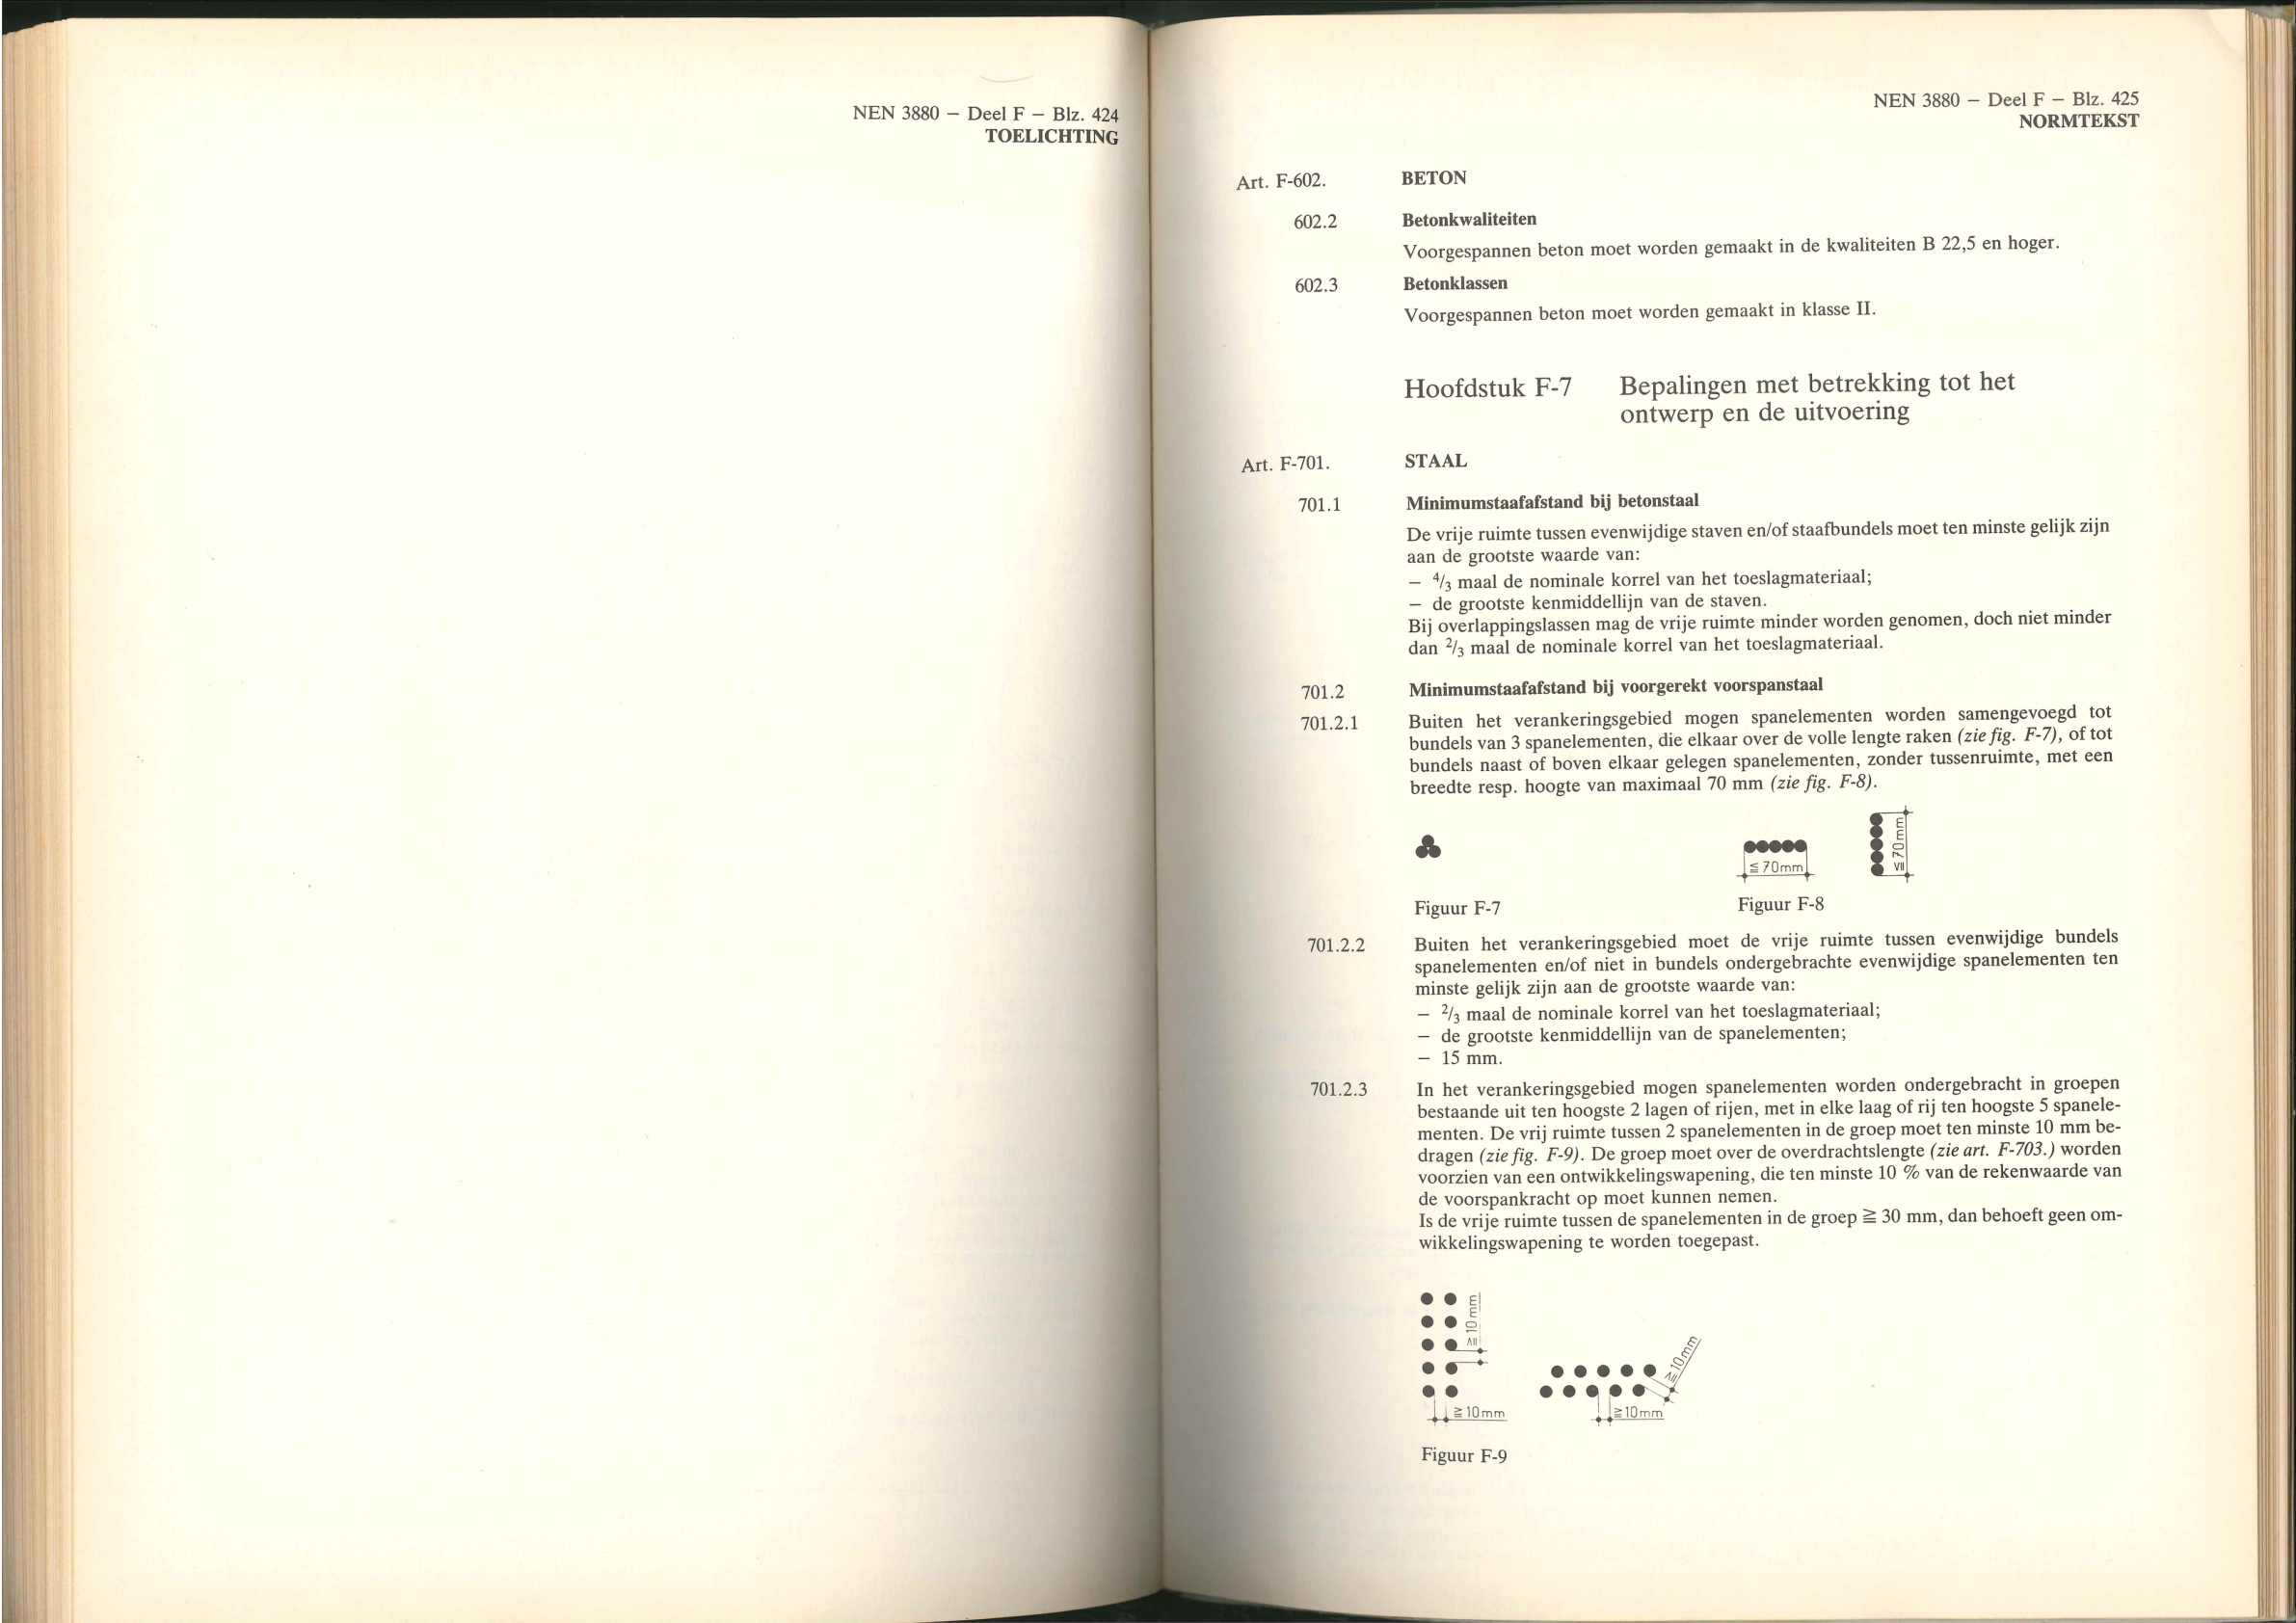 NEN 3880 – Deel F – Blz. 424
TOELICHTING
NEN 3880 – Deel F – Blz. 425
NORMTEKST
Art. F-602. BETON
602.2 Betonkwaliteiten
Voorgespannen beton moet worden gemaakt in de kwaliteiten B 22,5 en hoger.
602.3 Betonklassen
Voorgespannen beton moet worden gemaakt in klasse II.
Hoofdstuk F-7 Bepalingen met betrekking tot het
ontwerp en de uitvoering
Art. F-701. STAAL
701.1 Minimumstaafafstand bij betonstaal
De vrije ruimte tussen evenwijdige staven en/of staafbundels moet ten minste gelijk zijn
aan de grootste waarde van:
– 4/3 maal de nominale korrel van het toeslagmateriaal;
– de grootste kenmiddellijn van de staven.
Bij overlappingslassen mag de vrije ruimte minder worden genomen, doch niet minder
dan 2/3 maal de nominale korrel van het toeslagmateriaal.
701.2 Minimumstaafafstand bij voorgerekt voorspanstaal
701.2.1 Buiten het verankeringsgebied mogen spanelementen worden samengevoegd tot
bundels van 3 spanelementen, die elkaar over de volle lengte raken (zie fig. F-7), of tot
bundels naast of boven elkaar gelegen spanelementen, zonder tussenruimte, met een
breedte resp. hoogte van maximaal 70 mm (zie fig. F-8).
≦ 70mm
≦ 70mm
Figuur F-7
Figuur F-8
701.2.2 Buiten het verankeringsgebied moet de vrije ruimte tussen evenwijdige bundels
spanelementen en/of niet in bundels ondergebrachte evenwijdige spanelementen ten
minste gelijk zijn aan de grootste waarde van:
– 2/3 maal de nominale korrel van het toeslagmateriaal;
– de grootste kenmiddellijn van de spanelementen;
– 15 mm.
701.2.3 In het verankeringsgebied mogen spanelementen worden ondergebracht in groepen
bestaande uit ten hoogste 2 lagen of rijen, met in elke laag of rij ten hoogste 5 spanele-
menten. De vrij ruimte tussen 2 spanelementen in de groep moet ten minste 10 mm be-
dragen (zie fig. F-9). De groep moet over de overdrachtslengte (zie art. F-703.) worden
voorzien van een ontwikkelingswapening, die ten minste 10 % van de rekenwaarde van
de voorspankracht op moet kunnen nemen.
Is de vrije ruimte tussen de spanelementen in de groep ≧ 30 mm, dan behoeft geen om-
wikkelingswapening te worden toegepast.
≧ 10 mm
≧ 10 mm
≧ 10 mm
≧ 10 mm
Figuur F-9